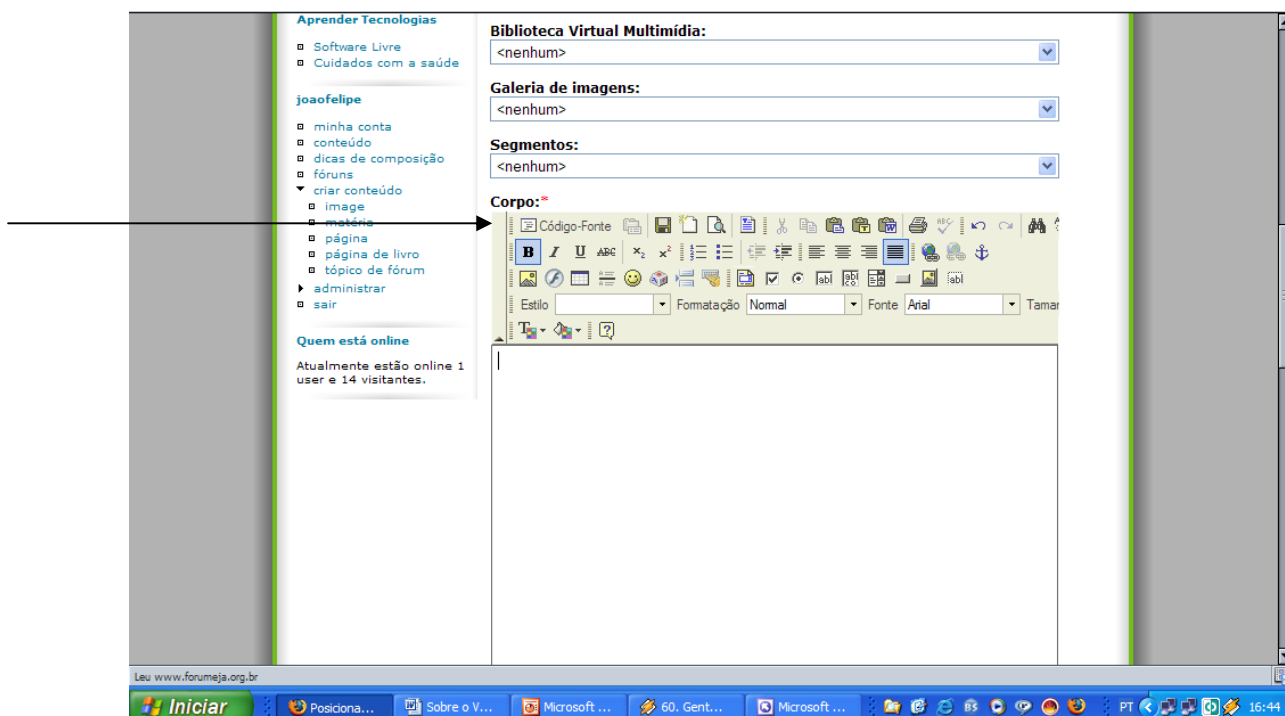 Aprender Tecnologias
Software Livre
Cuidados com a saúde
joaofelipe
minha conta
conteúdo
dicas de composição
fóruns
criar conteúdo
image
matéria
página
página de livro
tópico de fórum
administrar
sair
Quem está online
Atualmente estão online 1
user e 14 visitantes.
Biblioteca Virtual Multimídia:
<nenhum>
Galeria de imagens:
<nenhum>
Segmentos:
<nenhum>
Corpo:*
Código-Fonte
B I U ABC x₂ x²
Estilo Formatação Normal Fonte Arial Tamar
Leu www.forumeja.org.br
Iniciar Posiciona... Sobre o V... Microsoft ... 60. Gent... Microsoft ... PT 16:44